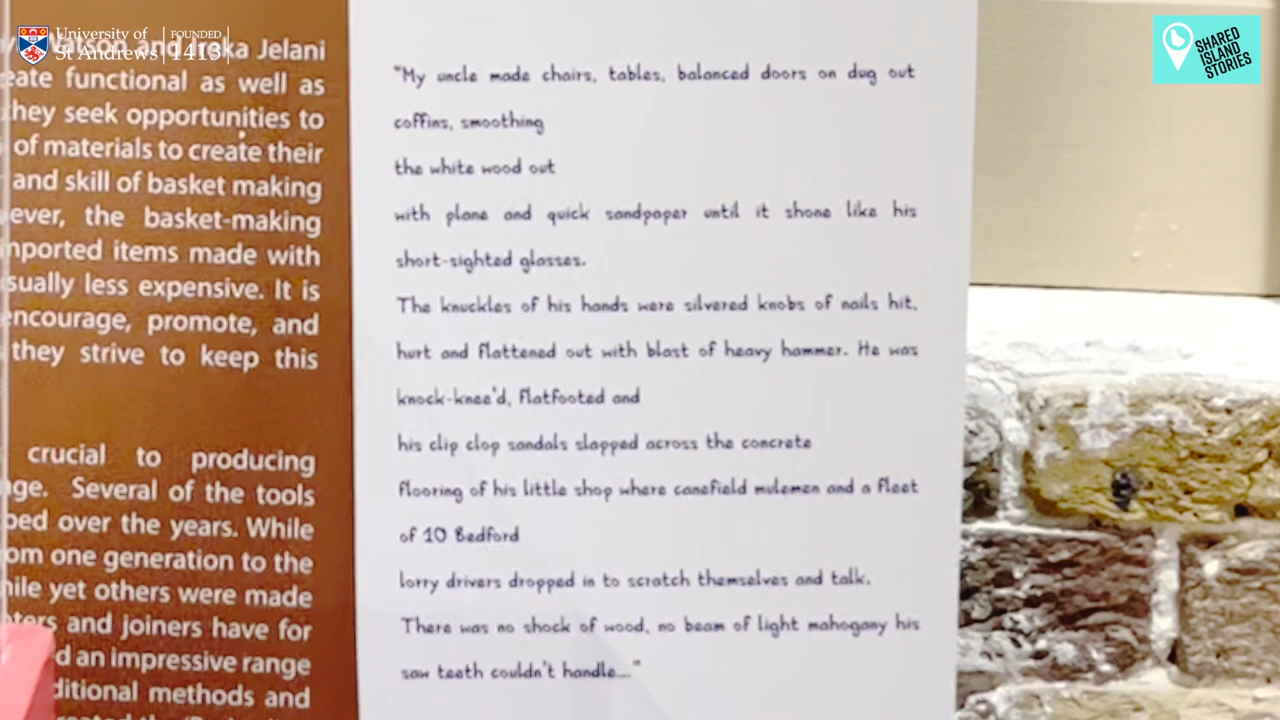 University of
St Andrews
FOUNDED
1413
SHARED
ISLAND
STORIES
Watson and Jelani
functional as well as
they seek opportunities to
of materials to create their
and skill of basket making
the basket-making
items made with
less expensive. It is
encourage, promote, and
they strive to keep this
crucial to producing
Several of the tools
over the years. While
one generation to the
yet others were made
and joiners have for
an impressive range
methods and
"My uncle made chairs, tables, balanced doors on dug out
coffins, smoothing
the white wood out
with plane and quick sandpaper until it shone like his
short-sighted glasses.
The knuckles of his hands were silvered knobs of nails hit,
hurt and flattened out with blast of heavy hammer. He was
knock-knee'd, flatfooted and
his clip clop sandals slapped across the concrete
flooring of his little shop where canefield mulemen and a fleet
of 10 Bedford
lorry drivers dropped in to scratch themselves and talk.
There was no shock of wood, no beam of light mahogany his
saw teeth couldn't handle...."